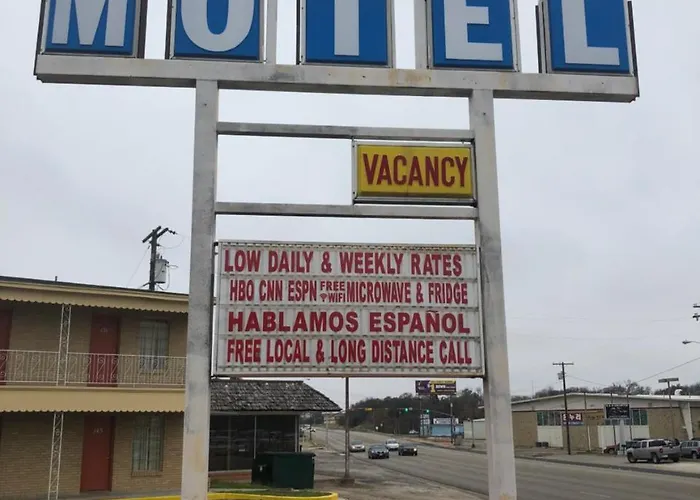 MOTEL
VACANCY
LOW DAILY & WEEKLY RATES
HBO CNN ESPN FREE WIFI MICROWAVE & FRIDGE
HABLAMOS ESPAÑOL
FREE LOCAL & LONG DISTANCE CALL